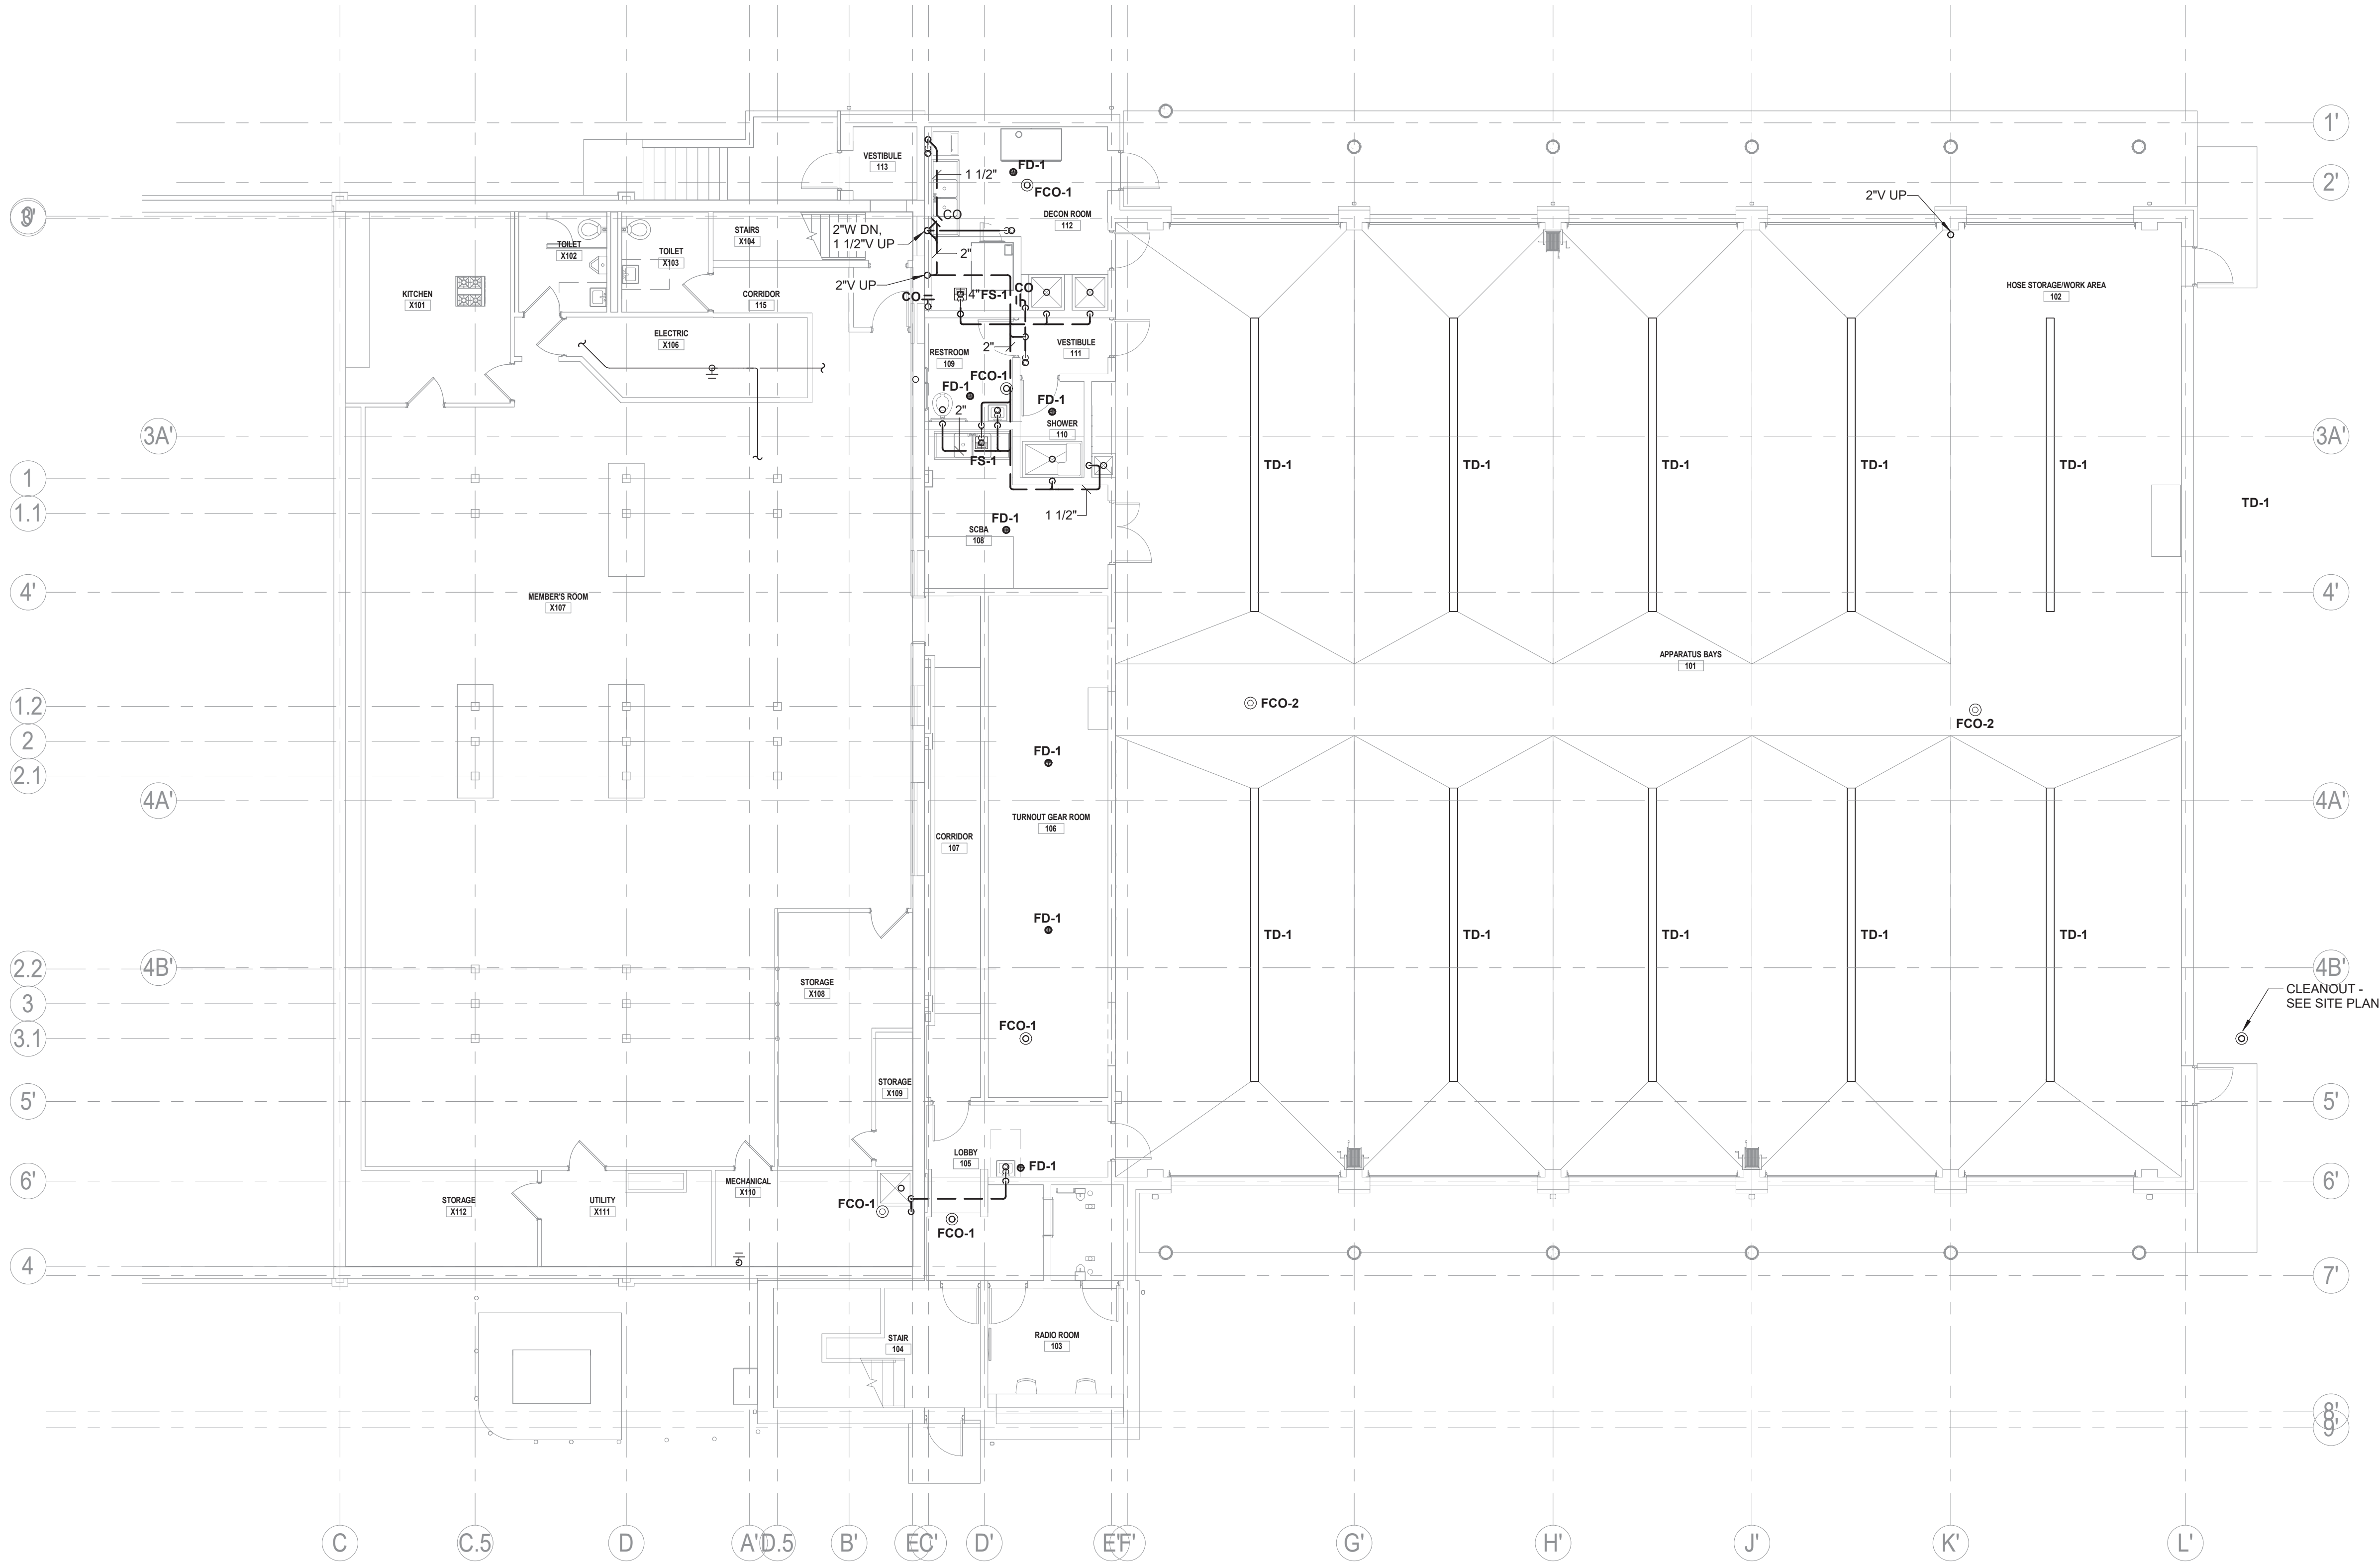 1'
VESTIBULE
113
1 1/2"
FD-1
FCO-1
2'
2"V UP
3'
CO
DECON ROOM
112
2"W DN,
1 1/2"V UP
STAIRS
X104
TOILET
X102
TOILET
X103
2"
2"V UP
KITCHEN
X101
CORRIDOR
115
CO
4"
FS-1
CO
HOSE STORAGE/WORK AREA
102
ELECTRIC
X106
2"
VESTIBULE
111
RESTROOM
109
FCO-1
FD-1
FD-1
2"
SHOWER
110
3A'
3A'
FS-1
TD-1
TD-1
TD-1
TD-1
TD-1
1
TD-1
1.1
1 1/2"
FD-1
SCBA
108
4'
MEMBER'S ROOM
X107
4'
APPARATUS BAYS
101
1.2
FCO-2
FCO-2
2
FD-1
2.1
4A'
4A'
TURNOUT GEAR ROOM
106
CORRIDOR
107
FD-1
TD-1
TD-1
TD-1
TD-1
TD-1
2.2
4B'
4B'
STORAGE
X108
CLEANOUT -
SEE SITE PLAN
3
FCO-1
3.1
STORAGE
X109
5'
5'
LOBBY
105
FD-1
6'
MECHANICAL
X110
6'
STORAGE
X112
UTILITY
X111
FCO-1
FCO-1
4
7'
STAIR
104
RADIO ROOM
103
8'
9'
C
C.5
D
A'
D.5
B'
E
C'
D'
E'
F'
G'
H'
J'
K'
L'